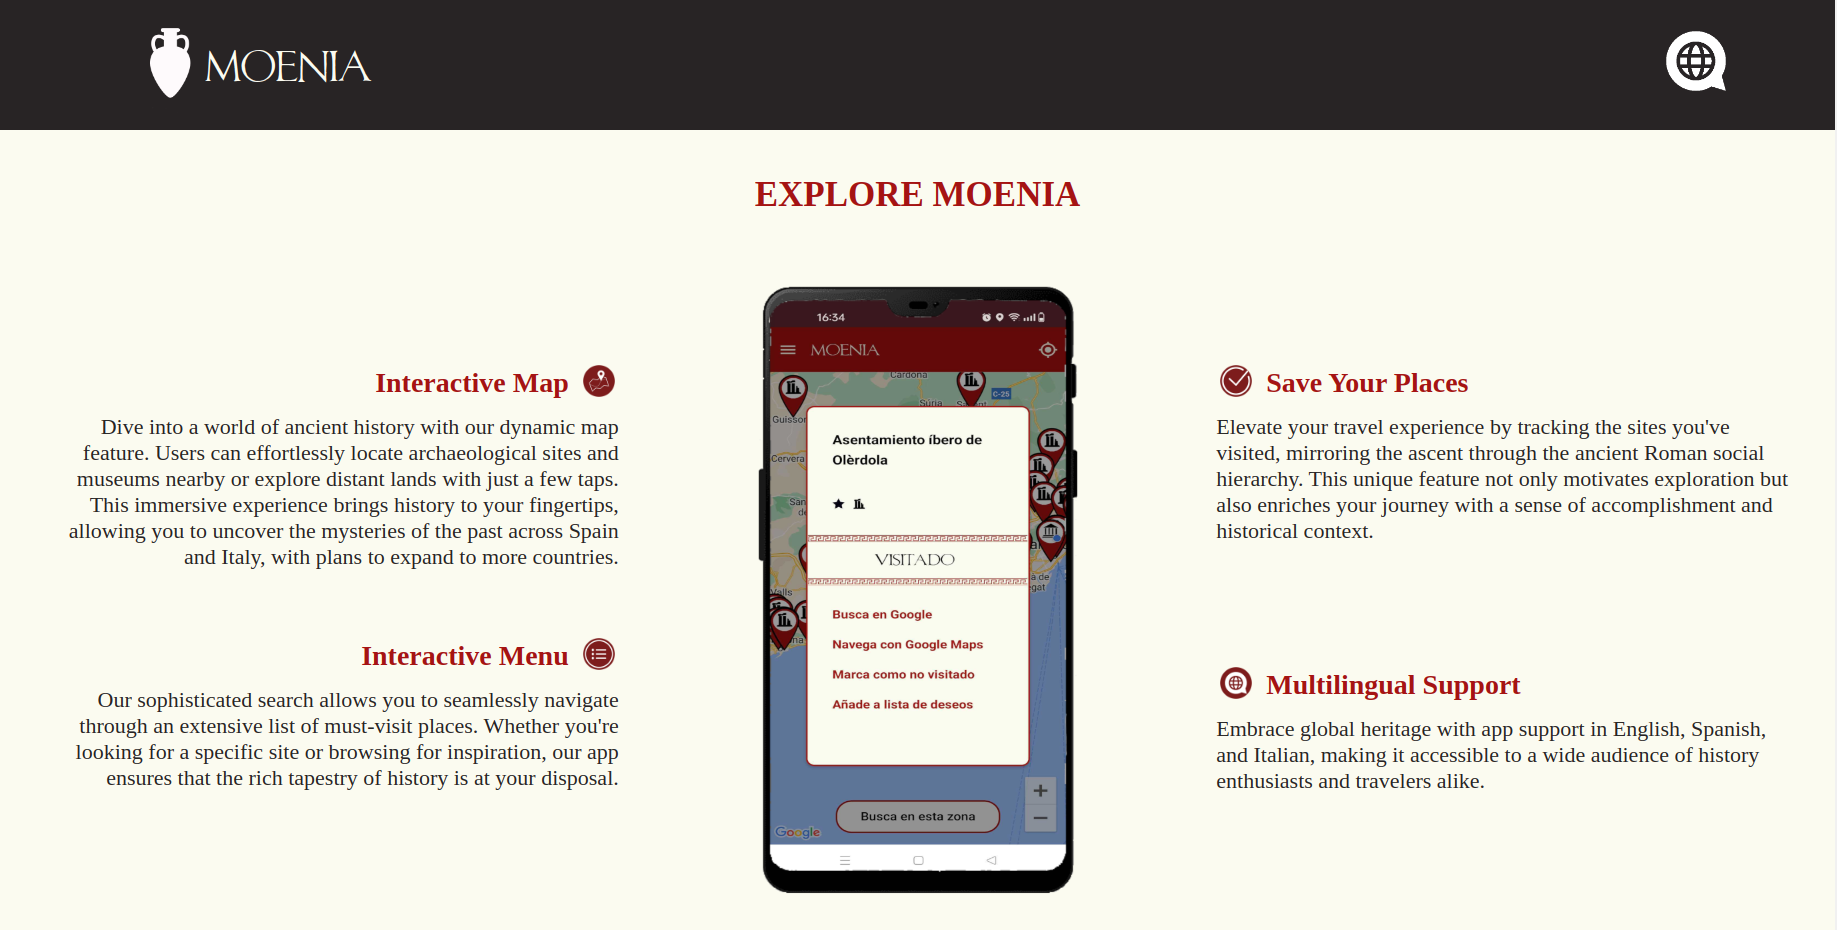 MOENIA
EXPLORE MOENIA
Interactive Map
Dive into a world of ancient history with our dynamic map
feature. Users can effortlessly locate archaeological sites and
museums nearby or explore distant lands with just a few taps.
This immersive experience brings history to your fingertips,
allowing you to uncover the mysteries of the past across Spain
and Italy, with plans to expand to more countries.
Interactive Menu
Our sophisticated search allows you to seamlessly navigate
through an extensive list of must-visit places. Whether you're
looking for a specific site or browsing for inspiration, our app
ensures that the rich tapestry of history is at your disposal.
16:34
MOENIA
Cardona
C-25
Súria
Guisso
Cervera
Asentamiento íbero de
Olèrdola
VISITADO
Valls
Busca en Google
Navega con Google Maps
Marca como no visitado
Añade a lista de deseos
Busca en esta zona
+
−
Google
Save Your Places
Elevate your travel experience by tracking the sites you've
visited, mirroring the ascent through the ancient Roman social
hierarchy. This unique feature not only motivates exploration but
also enriches your journey with a sense of accomplishment and
historical context.
Multilingual Support
Embrace global heritage with app support in English, Spanish,
and Italian, making it accessible to a wide audience of history
enthusiasts and travelers alike.